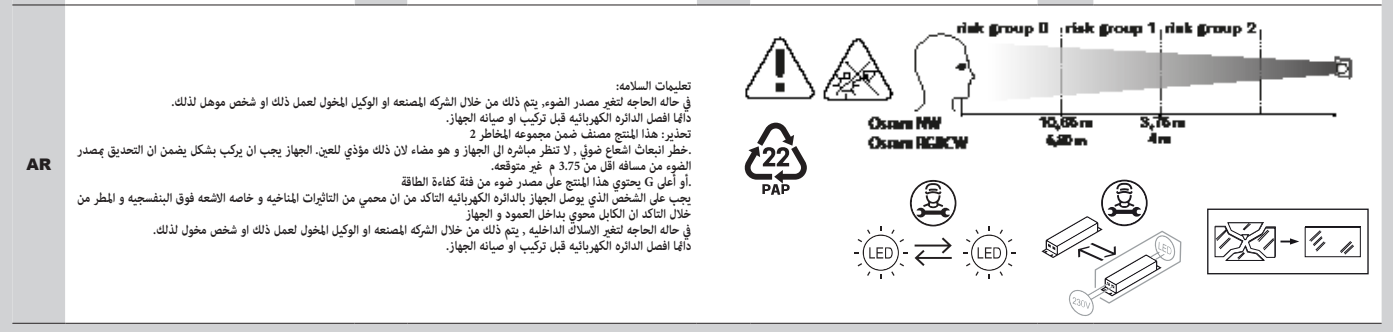 AR
تعليمات السلامه:
في حاله الحاجه لتغير مصدر الضوء, يتم ذلك من خلال الشركه المصنعه او الوكيل المخول لعمل ذلك او شخص موهل لذلك.
دائما افصل الدائره الكهربائيه قبل تركيب او صيانه الجهاز.
تحذير: هذا المنتج مصنف ضمن مجموعه المخاطر 2
.خطر انبعاث اشعاع ضوئي , لا تنظر مباشره الى الجهاز و هو مضاء لان ذلك مؤذي للعين. الجهاز يجب ان يركب بشكل يضمن ان التحديق بمصدر
الضوء من مسافه اقل من 3.75 م غير متوقعه.
.أو أعلى G يحتوي هذا المنتج على مصدر ضوء من فئة كفاءة الطاقة
يجب على الشخص الذي يوصل الجهاز بالدائره الكهربائيه التاكد من ان محمي من التاثيرات المناخيه و خاصه الاشعه فوق البنفسجيه و المطر من
خلال التاكد ان الكابل محوي بداخل العمود و الجهاز
في حاله الحاجه لتغير الاسلاك الداخليه , يتم ذلك من خلال الشركه المصنعه او الوكيل المخول لعمل ذلك او شخص مخول لذلك.
دائما افصل الدائره الكهربائيه قبل تركيب او صيانه الجهاز.
risk group 0 risk group 1 risk group 2
Osram NW 10,65 m 3,75 m
Osram RGBCW 6,80 m 4m
22
PAP
LED LED
LED
230V